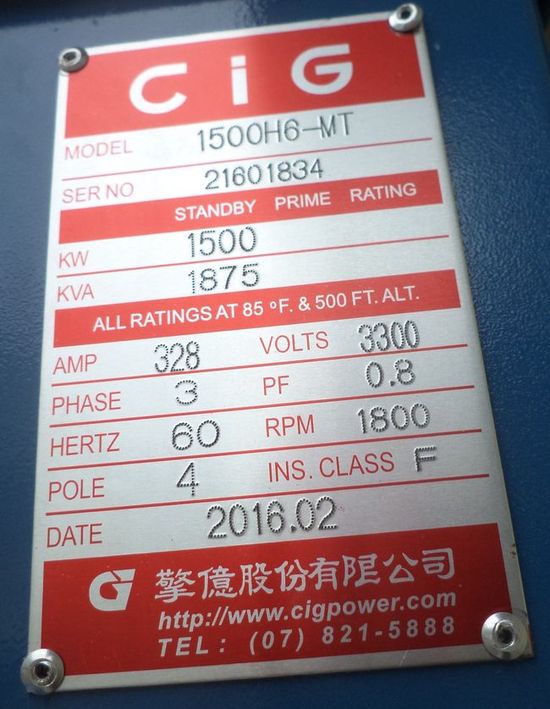 CiG
MODEL 1500H6-MT
SER NO 21601834
STANDBY PRIME RATING
KW 1500
KVA 1875
ALL RATINGS AT 85 ºF. & 500 FT. ALT.
AMP 328 VOLTS 3300
PHASE 3 PF 0.8
HERTZ 60 RPM 1800
POLE 4 INS. CLASS F
DATE 2016.02
擎億股份有限公司
http://www.cigpower.com
TEL: (07) 821-5888